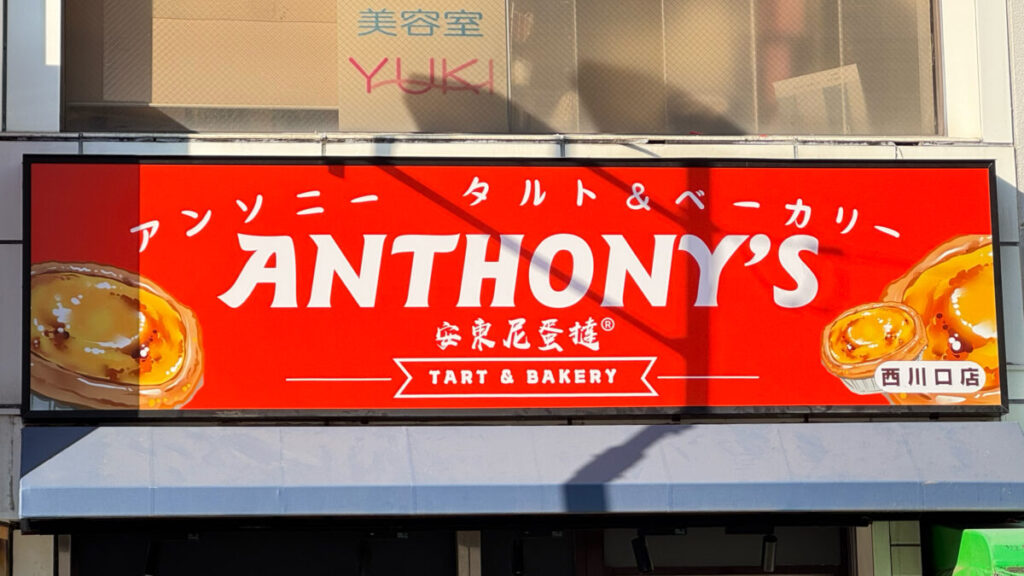 美容室
YUKI
アンソニー タルト&ベーカリー
ANTHONY'S
安東尼蛋撻®
TART & BAKERY
西川口店